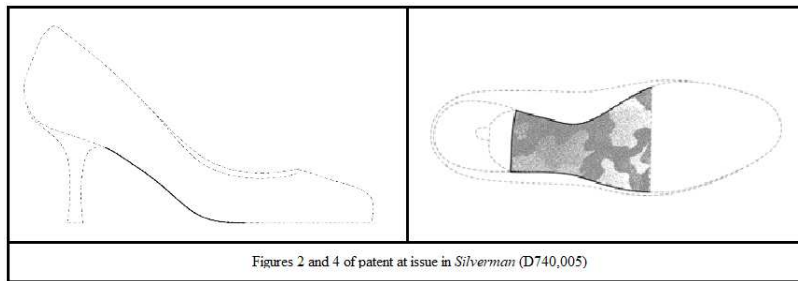 Figures 2 and 4 of patent at issue in Silverman (D740,005)